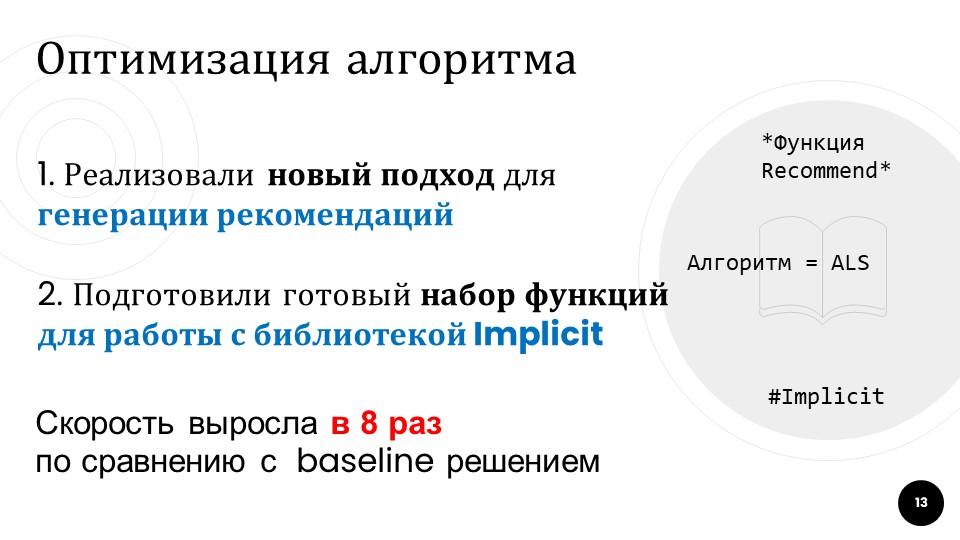 Оптимизация алгоритма
1. Реализовали новый подход для
генерации рекомендаций
2. Подготовили готовый набор функций
для работы с библиотекой Implicit
Скорость выросла в 8 раз
по сравнению с baseline решением
*Функция
Recommend*
Алгоритм = ALS
#Implicit
13